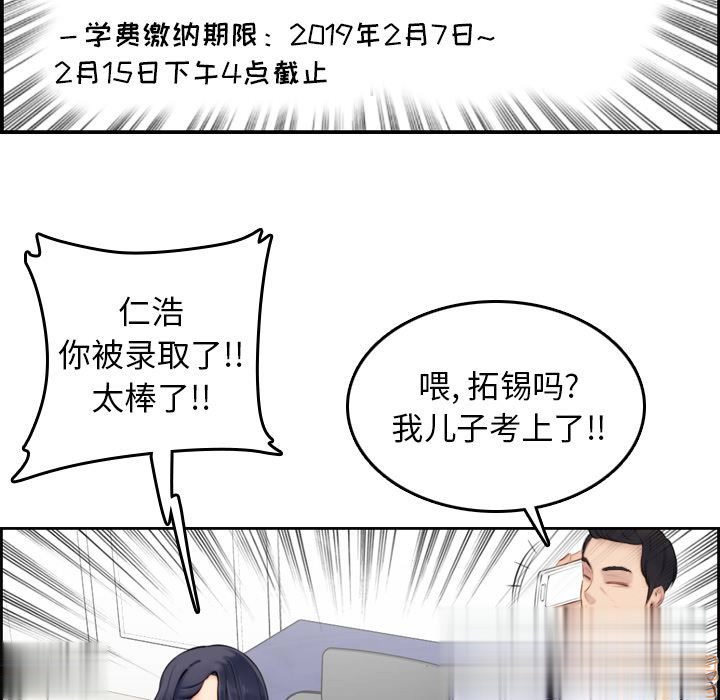 -学费缴纳期限: 2019年2月7日~
2月15日下午4点截止
仁浩
你被录取了!!
太棒了!!
喂, 拓锡吗?
我儿子考上了!!